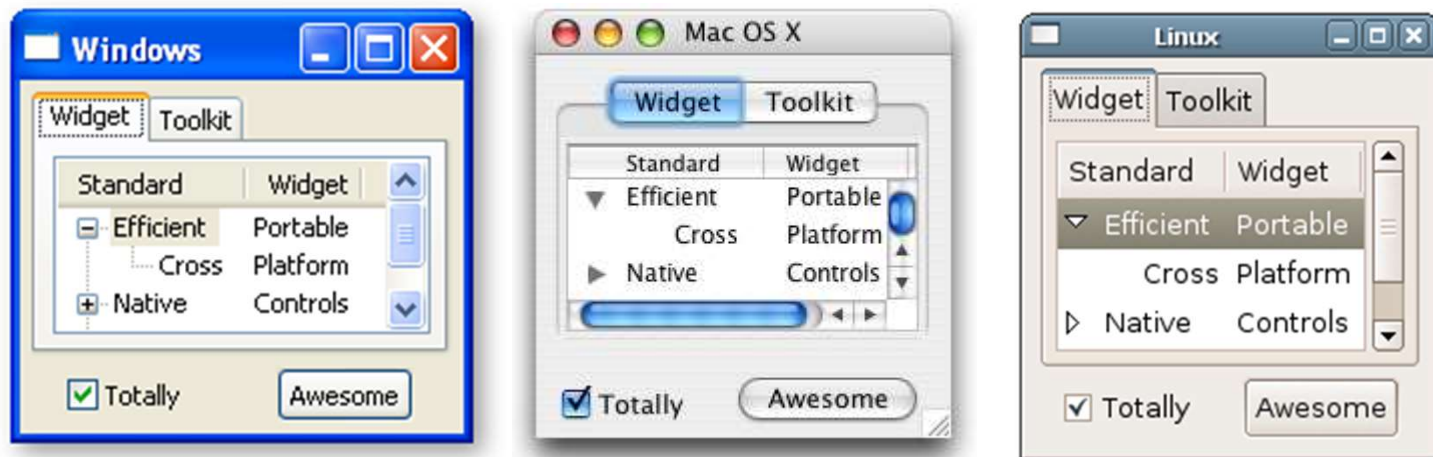 Windows
Widget Toolkit
Standard Widget
Efficient Portable
Cross Platform
Native Controls
Totally Awesome
Mac OS X
Widget Toolkit
Standard Widget
Efficient Portable
Cross Platform
Native Controls
Totally Awesome
Linux
Widget Toolkit
Standard Widget
Efficient Portable
Cross Platform
Native Controls
Totally Awesome